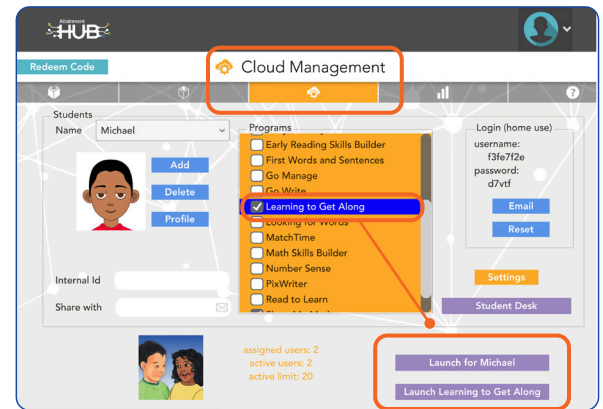 Attainment
HUB
Redeem Code
Cloud Management
?
Students
Name Michael
Add
Delete
Profile
Internal Id
Share with
Programs
Early Reading Skills Builder
First Words and Sentences
Go Manage
Go Write
Learning to Get Along
Looking for Words
MatchTime
Math Skills Builder
Number Sense
PixWriter
Read to Learn
Login (home use)
username:
f3fe7f2e
password:
d7vtf
Email
Reset
Settings
Student Desk
assigned users: 2
active users: 2
active limit: 20
Launch for Michael
Launch Learning to Get Along